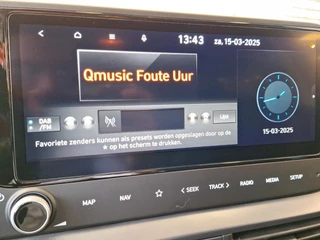 13:43 za, 15-03-2025
Qmusic Foute Uur
DAB
/FM
Lijst
15-03-2025
Favoriete zenders kunnen als presets worden opgeslagen door op de
★ op het scherm te drukken.
MAP NAV < SEEK TRACK > RADIO MEDIA SETUP